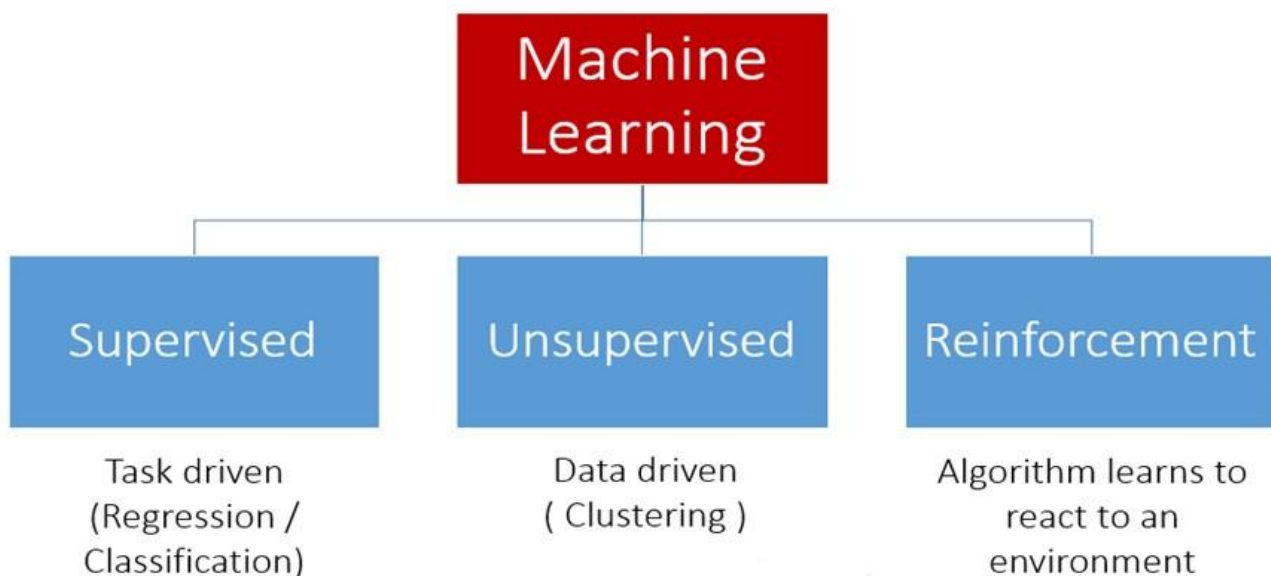 Machine
Learning
Supervised
Unsupervised
Reinforcement
Task driven
(Regression /
Classification)
Data driven
( Clustering )
Algorithm learns to
react to an
environment